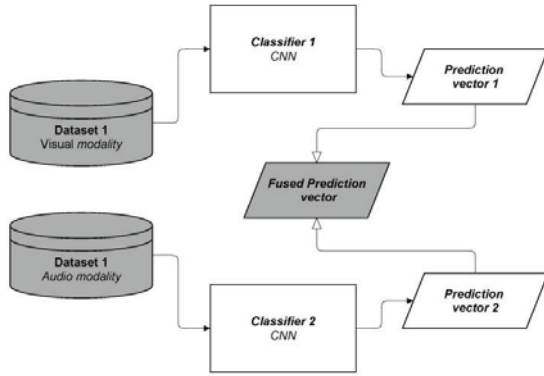 Classifier 1
CNN
Prediction
vector 1
Dataset 1
Visual modality
Fused Prediction
vector
Dataset 1
Audio modality
Classifier 2
CNN
Prediction
vector 2